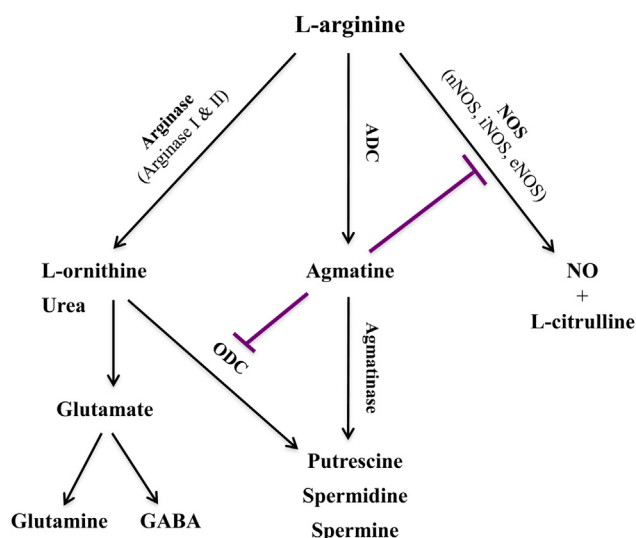 L-arginine
Arginase
(Arginase I & II)
ADC
NOS
(nNOS, iNOS, eNOS)
L-ornithine
Urea
Agmatine
NO
+
L-citrulline
ODC
Agmatinase
Glutamate
Putrescine
Spermidine
Spermine
Glutamine
GABA